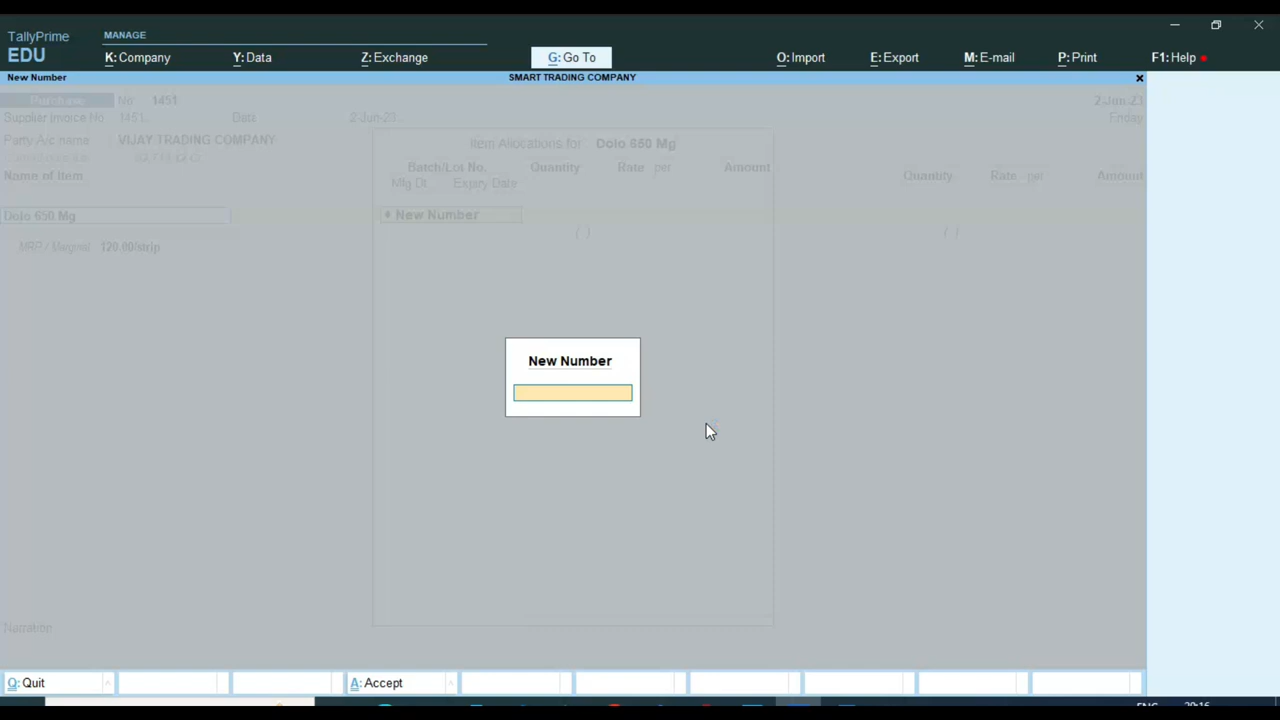 TallyPrime
EDU
MANAGE
K: Company
Y: Data
Z: Exchange
G: Go To
O: Import
E: Export
M: E-mail
P: Print
F1: Help
New Number
SMART TRADING COMPANY
Purchase No. 1451
2-Jun-23
Supplier Invoice No. 1451 Date 2-Jun-23
Friday
Party A/c name VIJAY TRADING COMPANY
Item Allocations for Dolo 650 Mg
Name of Item
Batch/Lot No. Quantity Rate per Amount
Mfg Dt. Expiry Date
Quantity Rate per Amount
Dolo 650 Mg
♦ New Number
( )
( )
MRP / Marginal 120.00/strip
New Number
Narration
Q: Quit
A: Accept
ENG 20:16